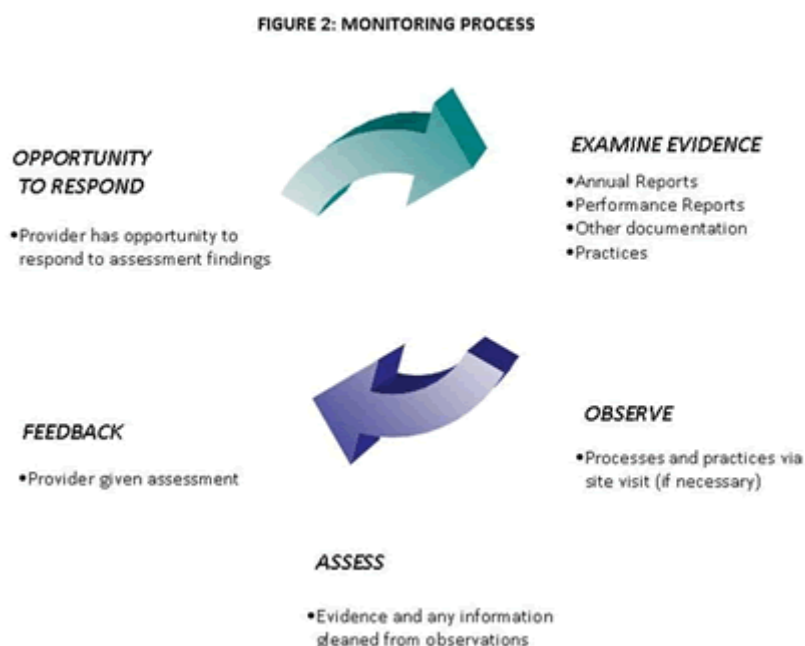 FIGURE 2: MONITORING PROCESS
OPPORTUNITY
TO RESPOND
•Provider has opportunity to
respond to assessment findings
EXAMINE EVIDENCE
•Annual Reports
•Performance Reports
•Other documentation
•Practices
OBSERVE
•Processes and practices via
site visit (if necessary)
ASSESS
•Evidence and any information
gleaned from observations
FEEDBACK
•Provider given assessment